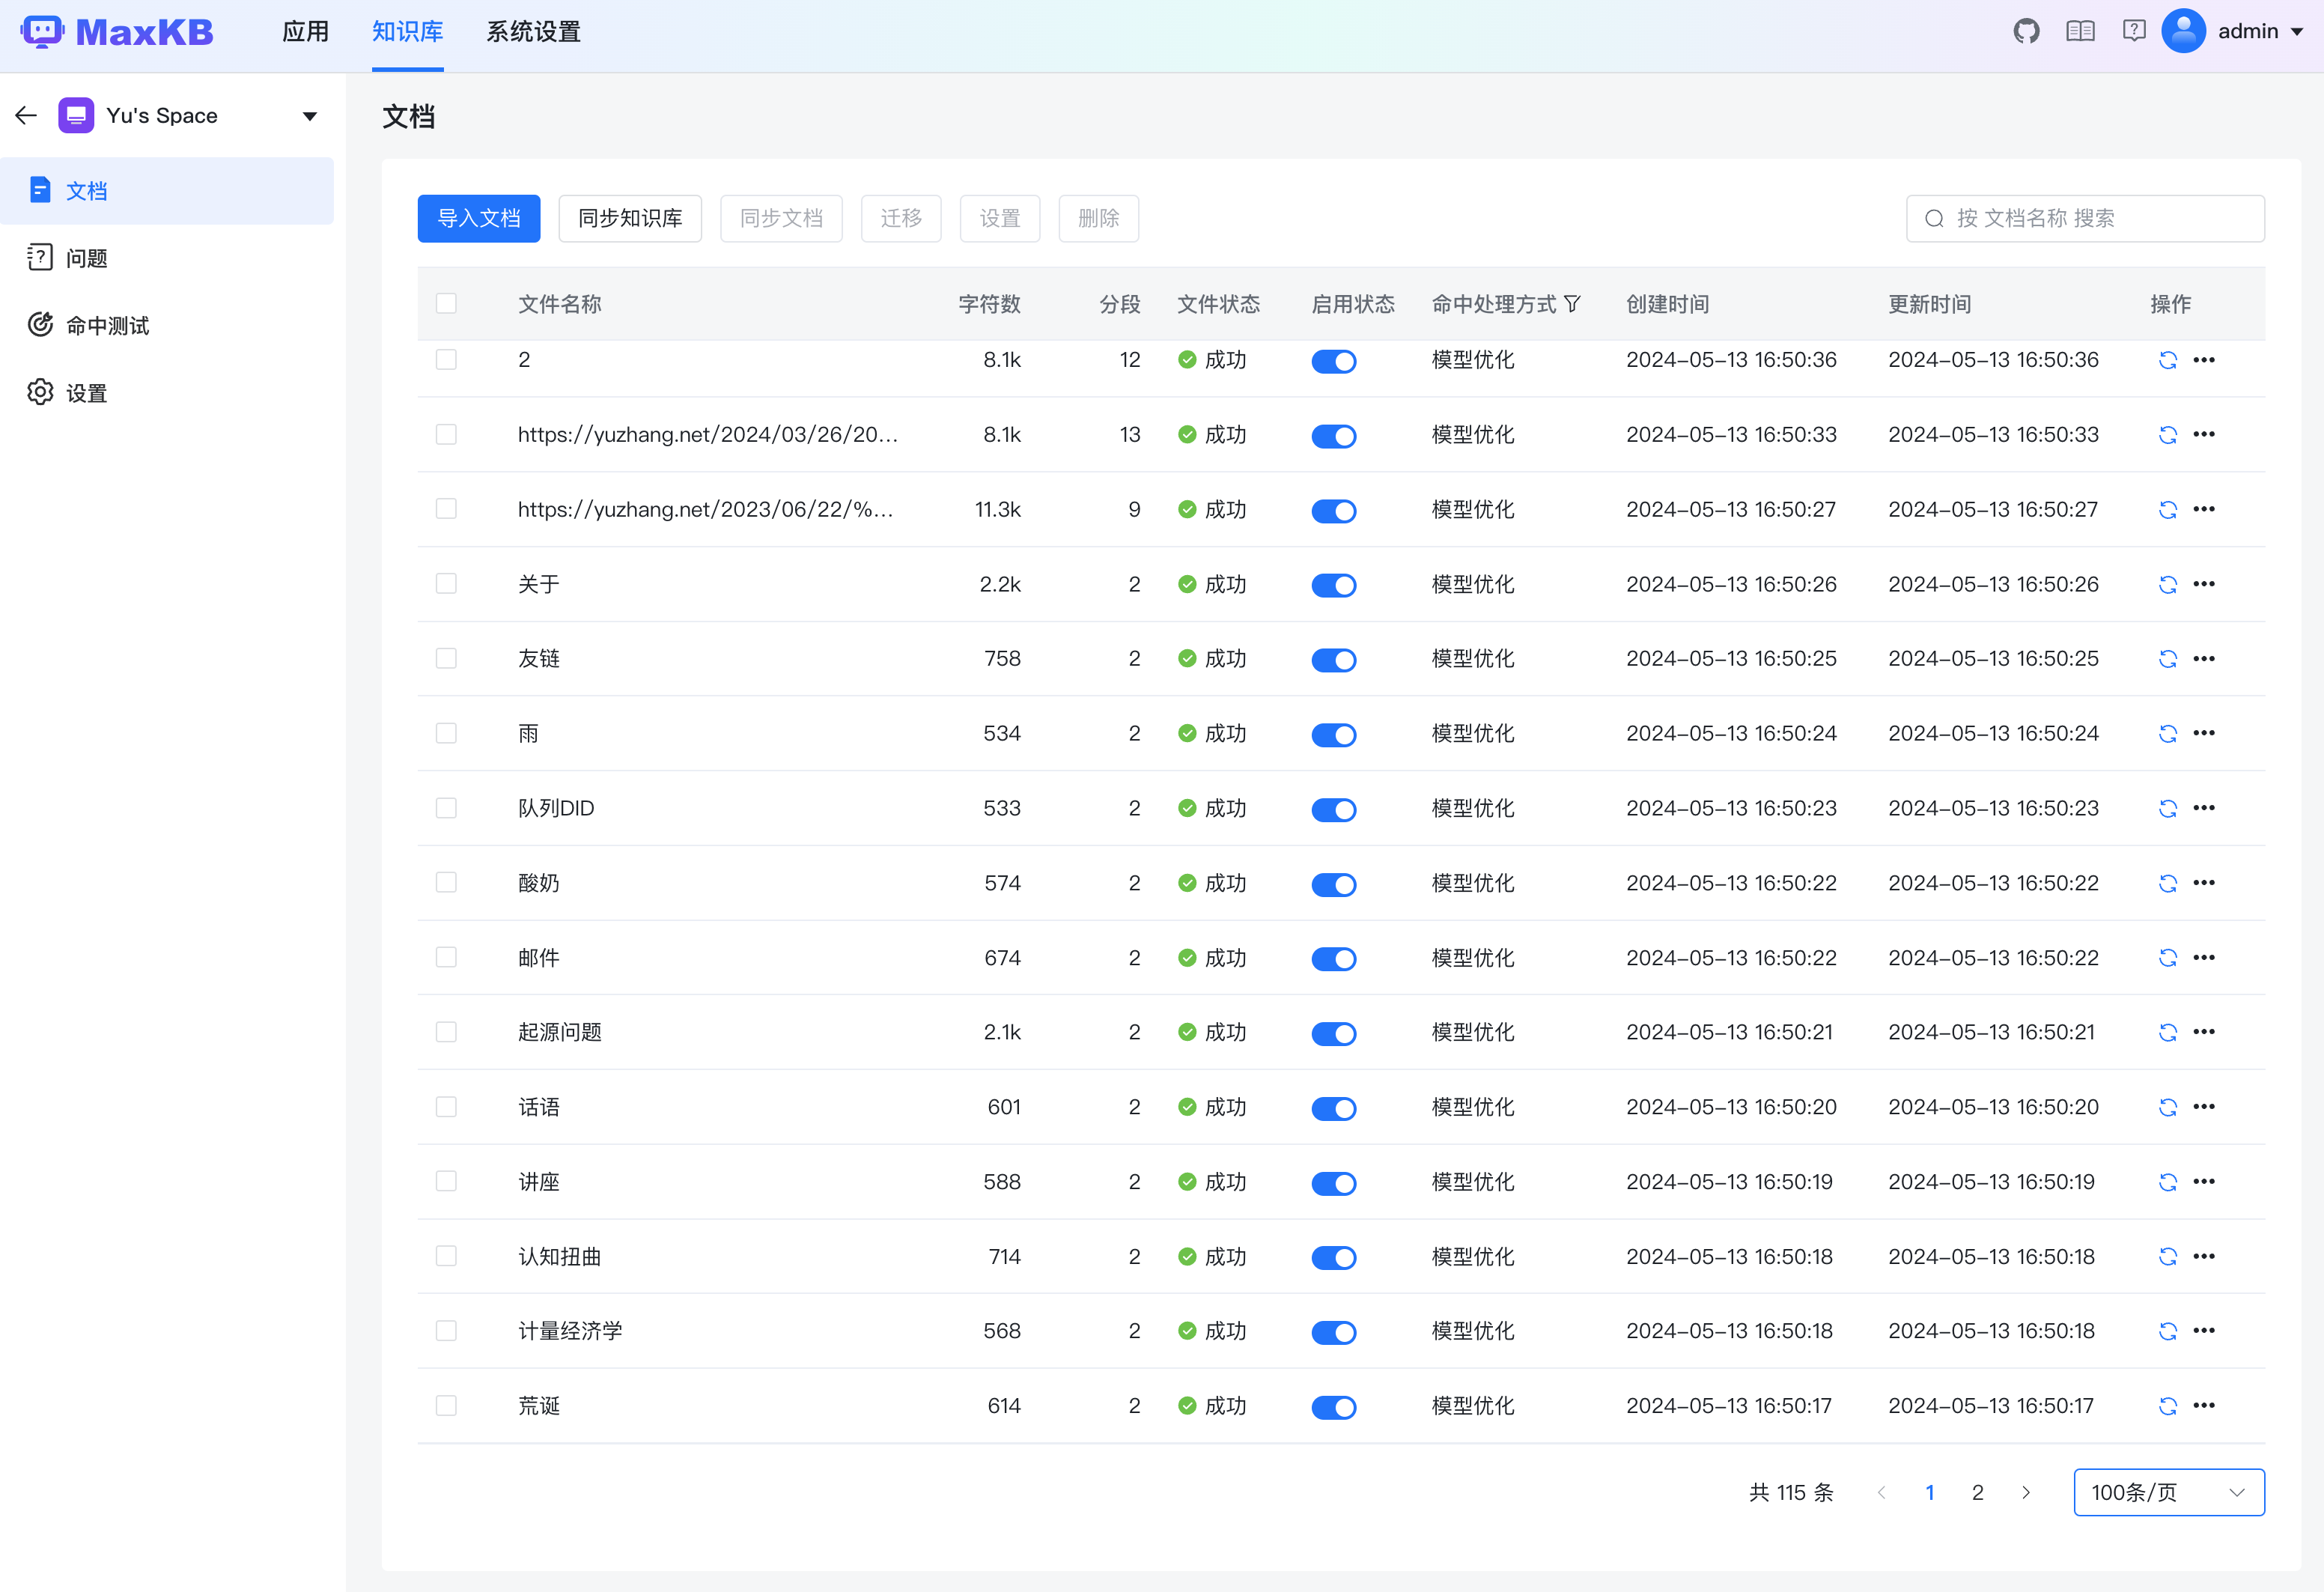 MaxKB 应用 知识库 系统设置 admin
Yu's Space
文档
问题
命中测试
设置
文档
导入文档 同步知识库 同步文档 迁移 设置 删除 按 文档名称 搜索
文件名称 字符数 分段 文件状态 启用状态 命中处理方式 创建时间 更新时间 操作
2 8.1k 12 成功 模型优化 2024-05-13 16:50:36 2024-05-13 16:50:36
https://yuzhang.net/2024/03/26/20... 8.1k 13 成功 模型优化 2024-05-13 16:50:33 2024-05-13 16:50:33
https://yuzhang.net/2023/06/22/%... 11.3k 9 成功 模型优化 2024-05-13 16:50:27 2024-05-13 16:50:27
关于 2.2k 2 成功 模型优化 2024-05-13 16:50:26 2024-05-13 16:50:26
友链 758 2 成功 模型优化 2024-05-13 16:50:25 2024-05-13 16:50:25
雨 534 2 成功 模型优化 2024-05-13 16:50:24 2024-05-13 16:50:24
队列DID 533 2 成功 模型优化 2024-05-13 16:50:23 2024-05-13 16:50:23
酸奶 574 2 成功 模型优化 2024-05-13 16:50:22 2024-05-13 16:50:22
邮件 674 2 成功 模型优化 2024-05-13 16:50:22 2024-05-13 16:50:22
起源问题 2.1k 2 成功 模型优化 2024-05-13 16:50:21 2024-05-13 16:50:21
话语 601 2 成功 模型优化 2024-05-13 16:50:20 2024-05-13 16:50:20
讲座 588 2 成功 模型优化 2024-05-13 16:50:19 2024-05-13 16:50:19
认知扭曲 714 2 成功 模型优化 2024-05-13 16:50:18 2024-05-13 16:50:18
计量经济学 568 2 成功 模型优化 2024-05-13 16:50:18 2024-05-13 16:50:18
荒诞 614 2 成功 模型优化 2024-05-13 16:50:17 2024-05-13 16:50:17
共 115 条 1 2 100条/页